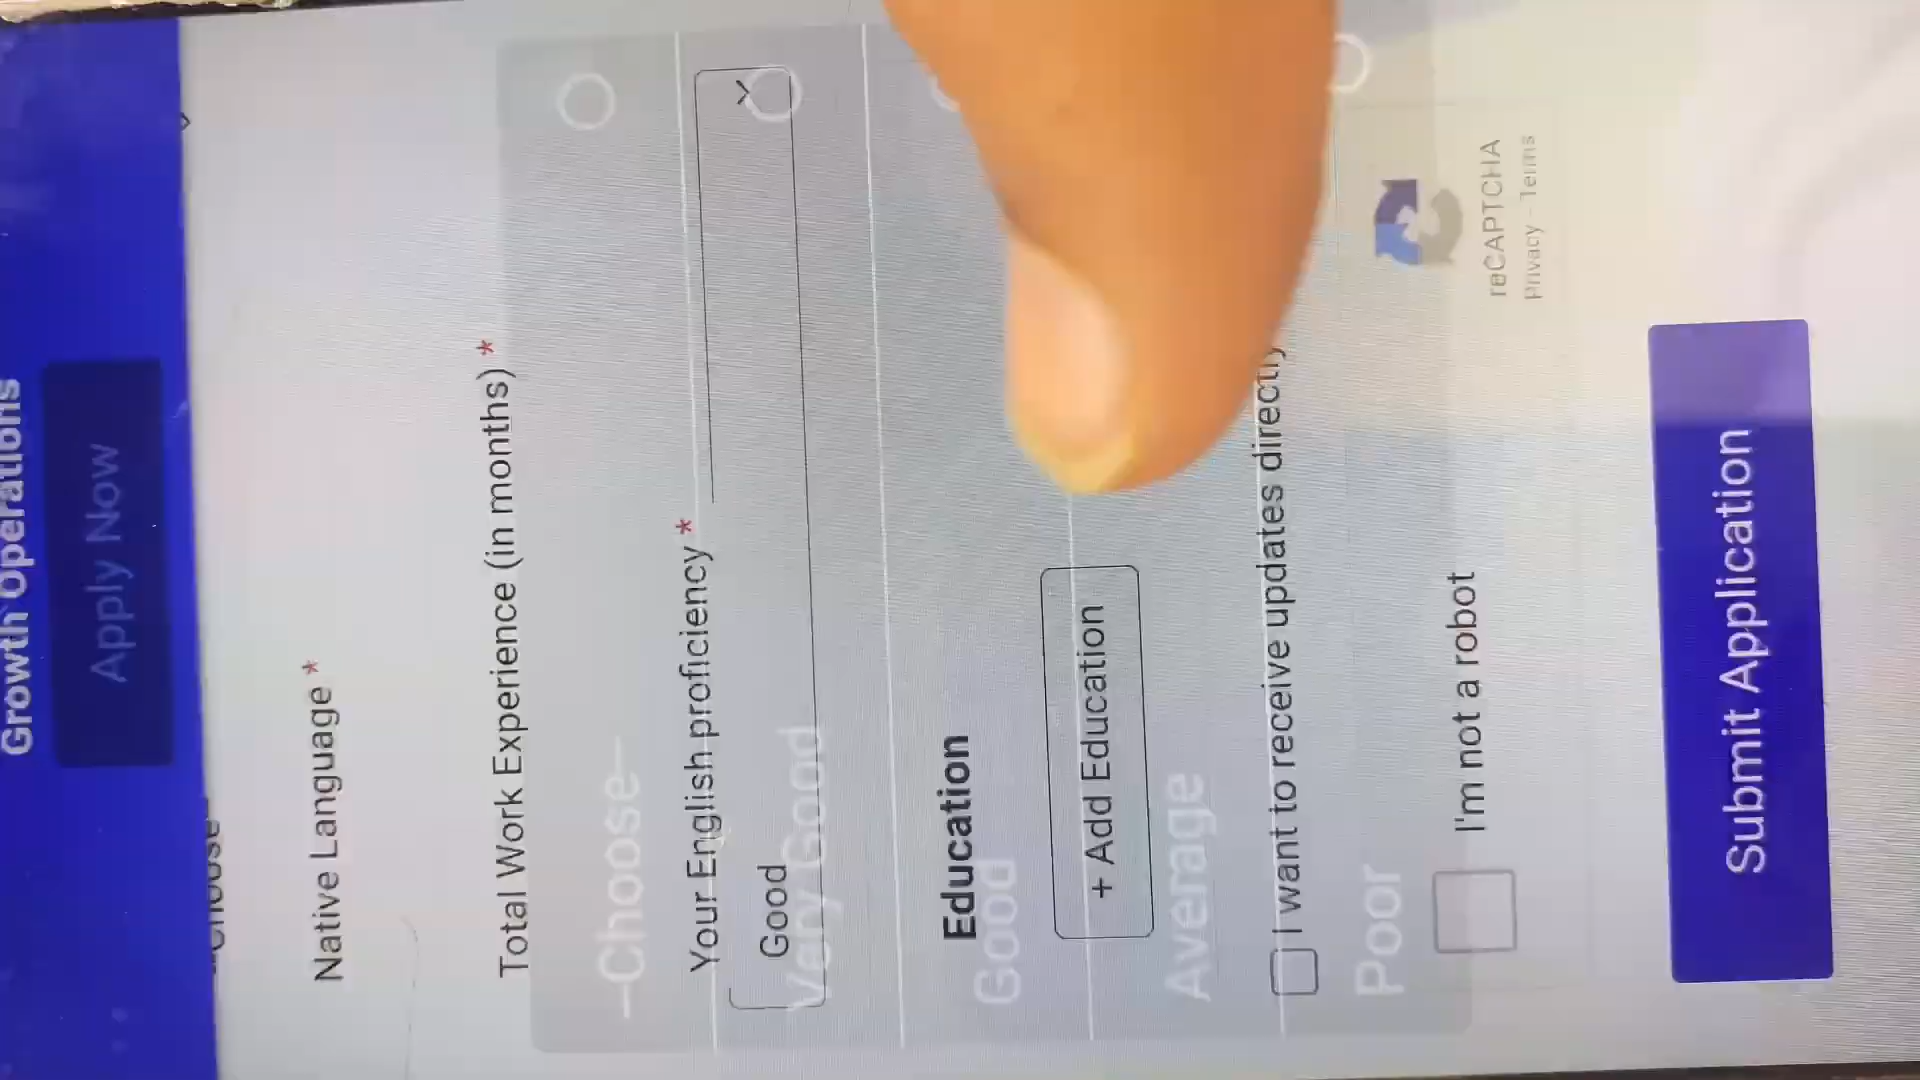 Growth Operations
Apply Now
Native Language *
Total Work Experience (in months) *
–Choose–
Your English proficiency *
Good
Very Good
Education
Good
+ Add Education
Average
I want to receive updates directly
Poor
I'm not a robot
reCAPTCHA
Privacy - Terms
Submit Application